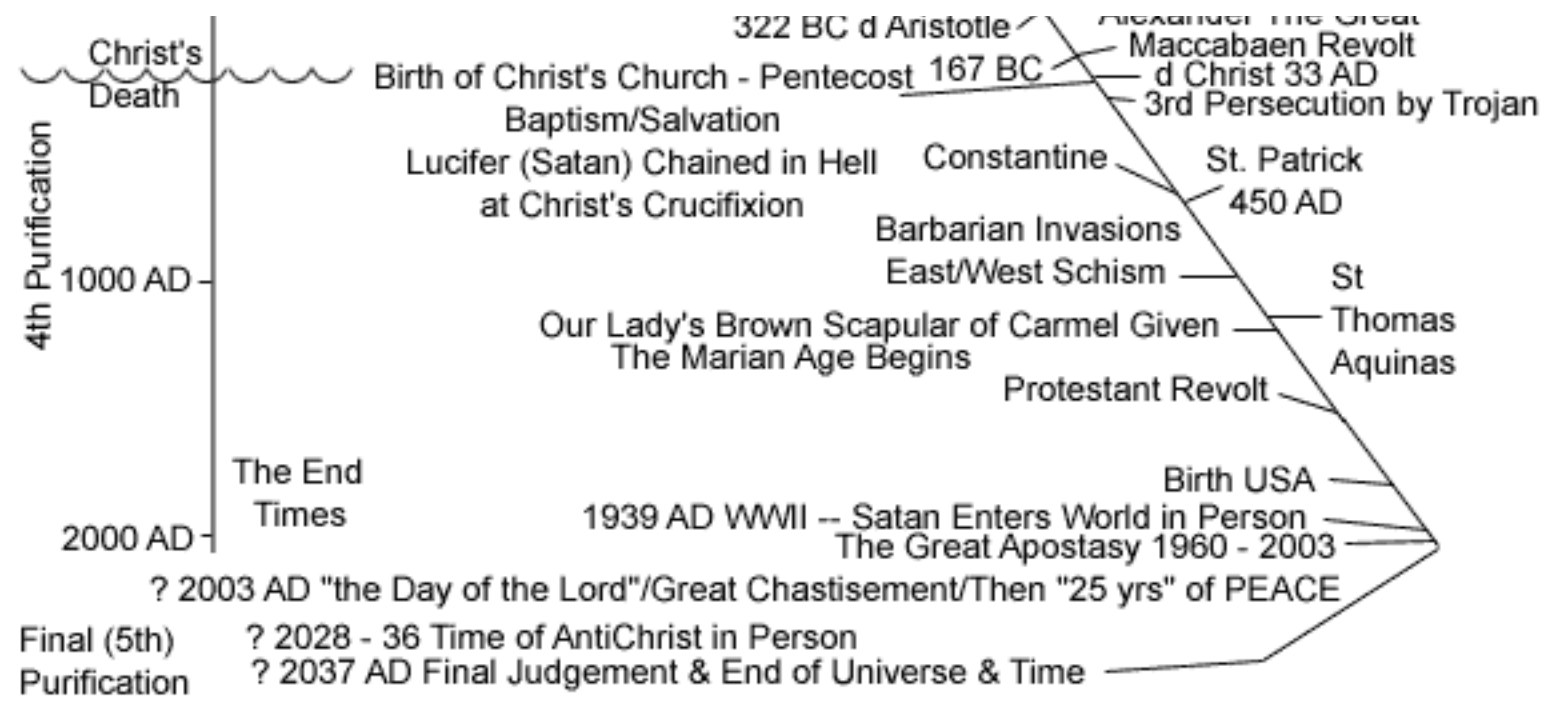 322 BC d Aristotle
Alexander The Great
Maccabaen Revolt
167 BC
Christ's
Death
Birth of Christ's Church - Pentecost
d Christ 33 AD
3rd Persecution by Trojan
Baptism/Salvation
Lucifer (Satan) Chained in Hell
at Christ's Crucifixion
Constantine
St. Patrick
450 AD
4th Purification
Barbarian Invasions
1000 AD
East/West Schism
St
Thomas
Aquinas
Our Lady's Brown Scapular of Carmel Given
The Marian Age Begins
Protestant Revolt
The End
Times
Birth USA
1939 AD WWII -- Satan Enters World in Person
2000 AD
The Great Apostasy 1960 - 2003
? 2003 AD "the Day of the Lord"/Great Chastisement/Then "25 yrs" of PEACE
Final (5th)
Purification
? 2028 - 36 Time of AntiChrist in Person
? 2037 AD Final Judgement & End of Universe & Time